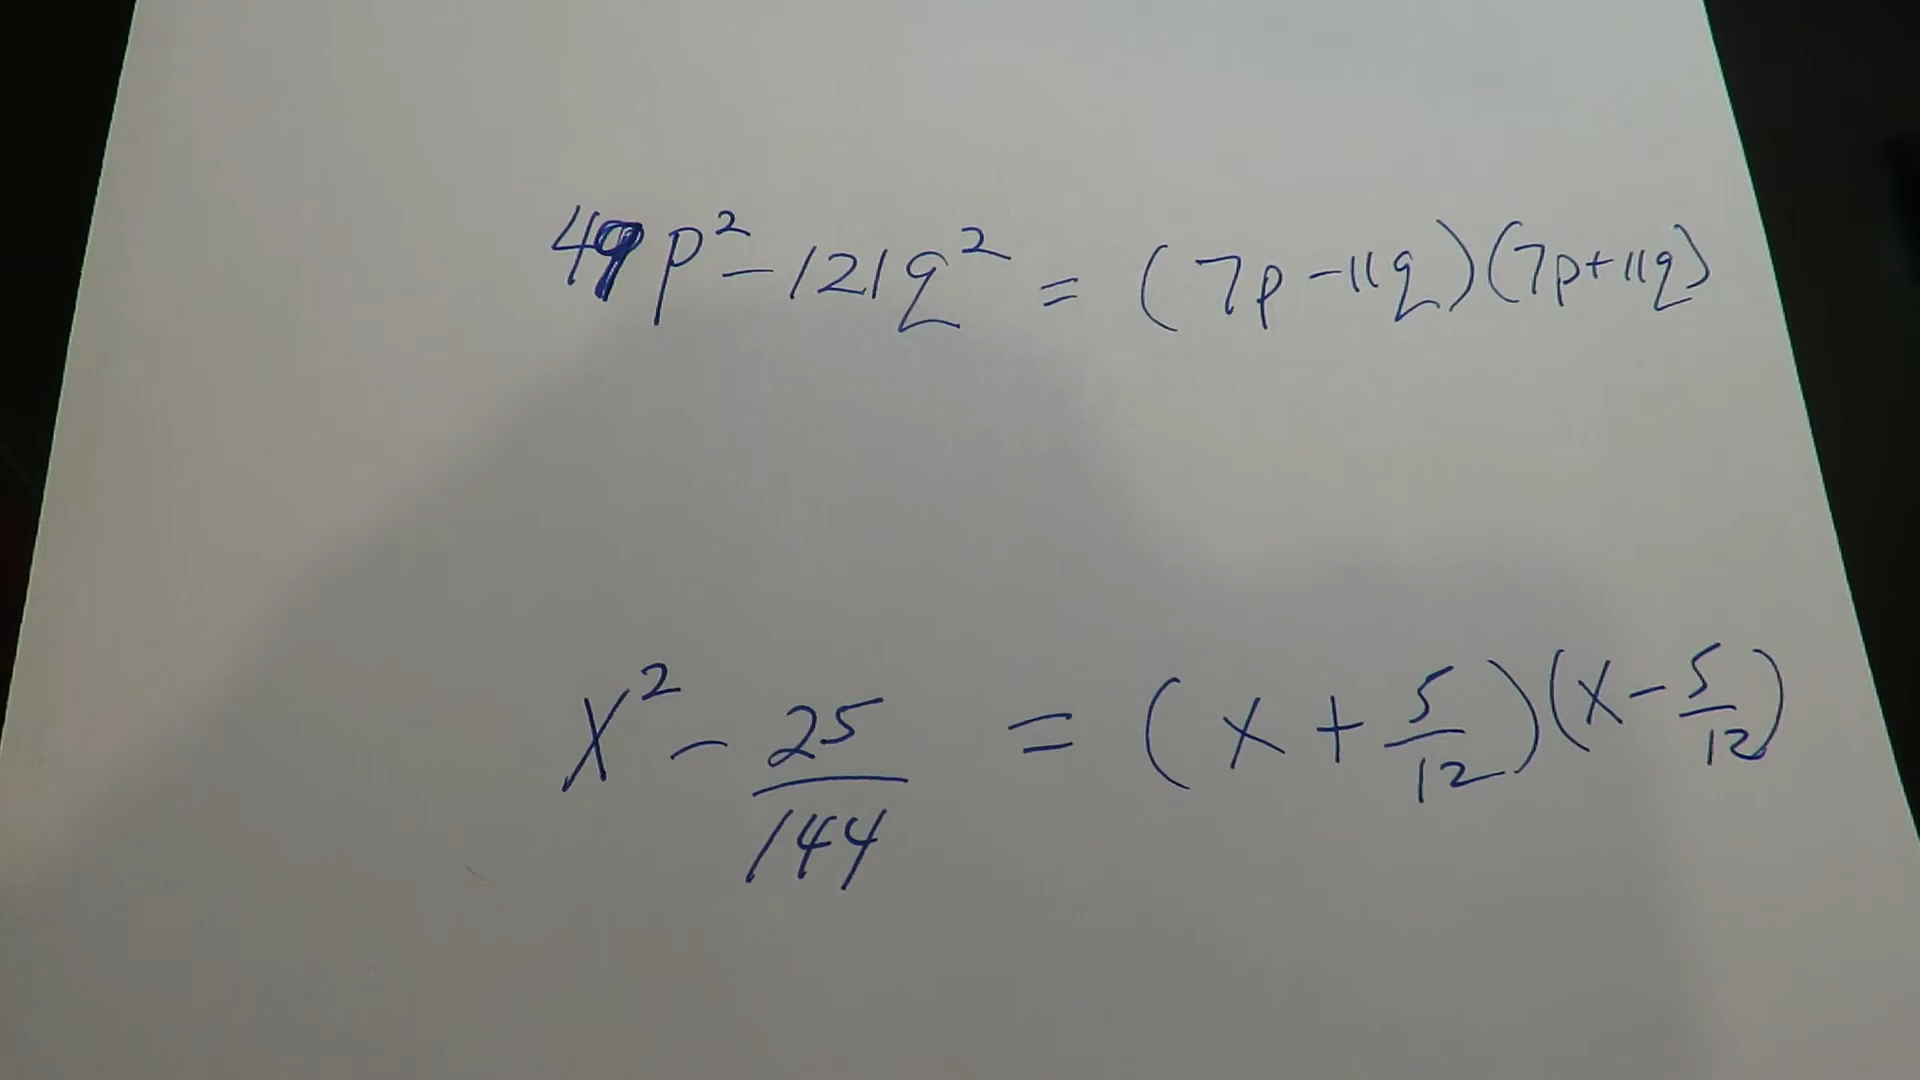 49p² - 121q² = (7p - 11q)(7p + 11q)
x² - 25/144 = (x + 5/12)(x - 5/12)